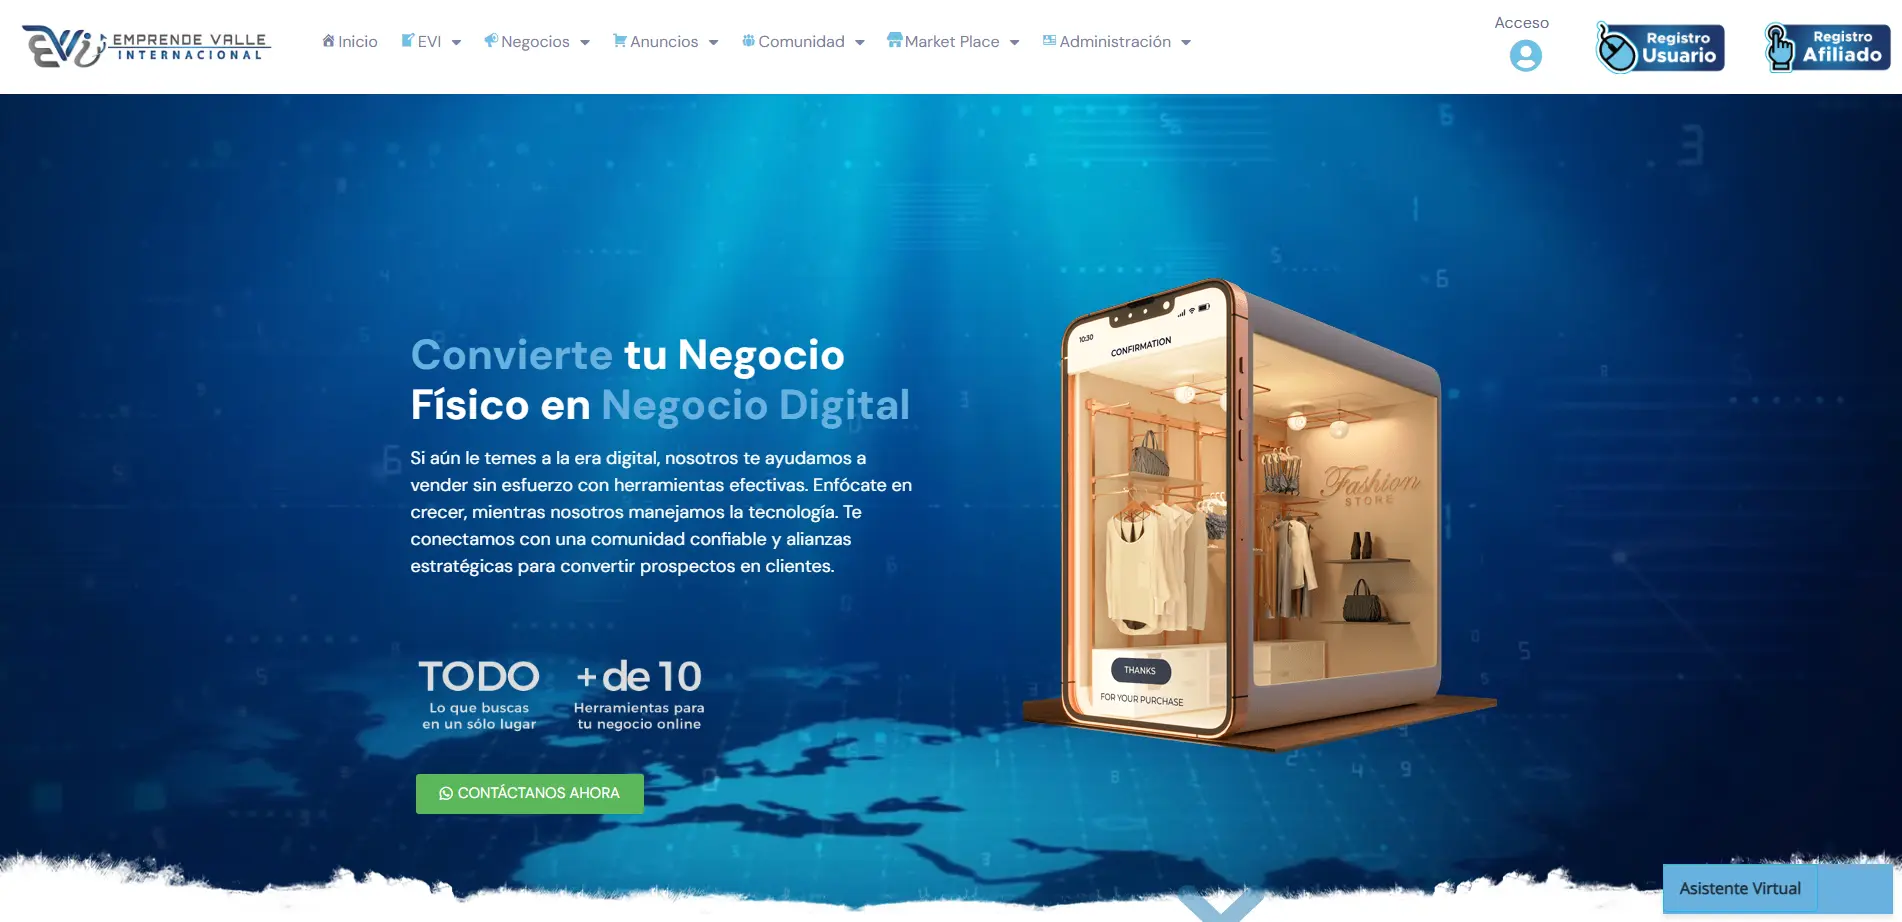 EVi EMPRENDE VALLE
INTERNACIONAL
Inicio
EVI
Negocios
Anuncios
Comunidad
Market Place
Administración
Acceso
Registro
Usuario
Registro
Afiliado
Convierte tu Negocio
Físico en Negocio Digital
Si aún le temes a la era digital, nosotros te ayudamos a
vender sin esfuerzo con herramientas efectivas. Enfócate en
crecer, mientras nosotros manejamos la tecnología. Te
conectamos con una comunidad confiable y alianzas
estratégicas para convertir prospectos en clientes.
TODO
Lo que buscas
en un sólo lugar
+ de 10
Herramientas para
tu negocio online
CONTÁCTANOS AHORA
10:30
CONFIRMATION
Fashion
STORE
THANKS
FOR YOUR PURCHASE
Asistente Virtual